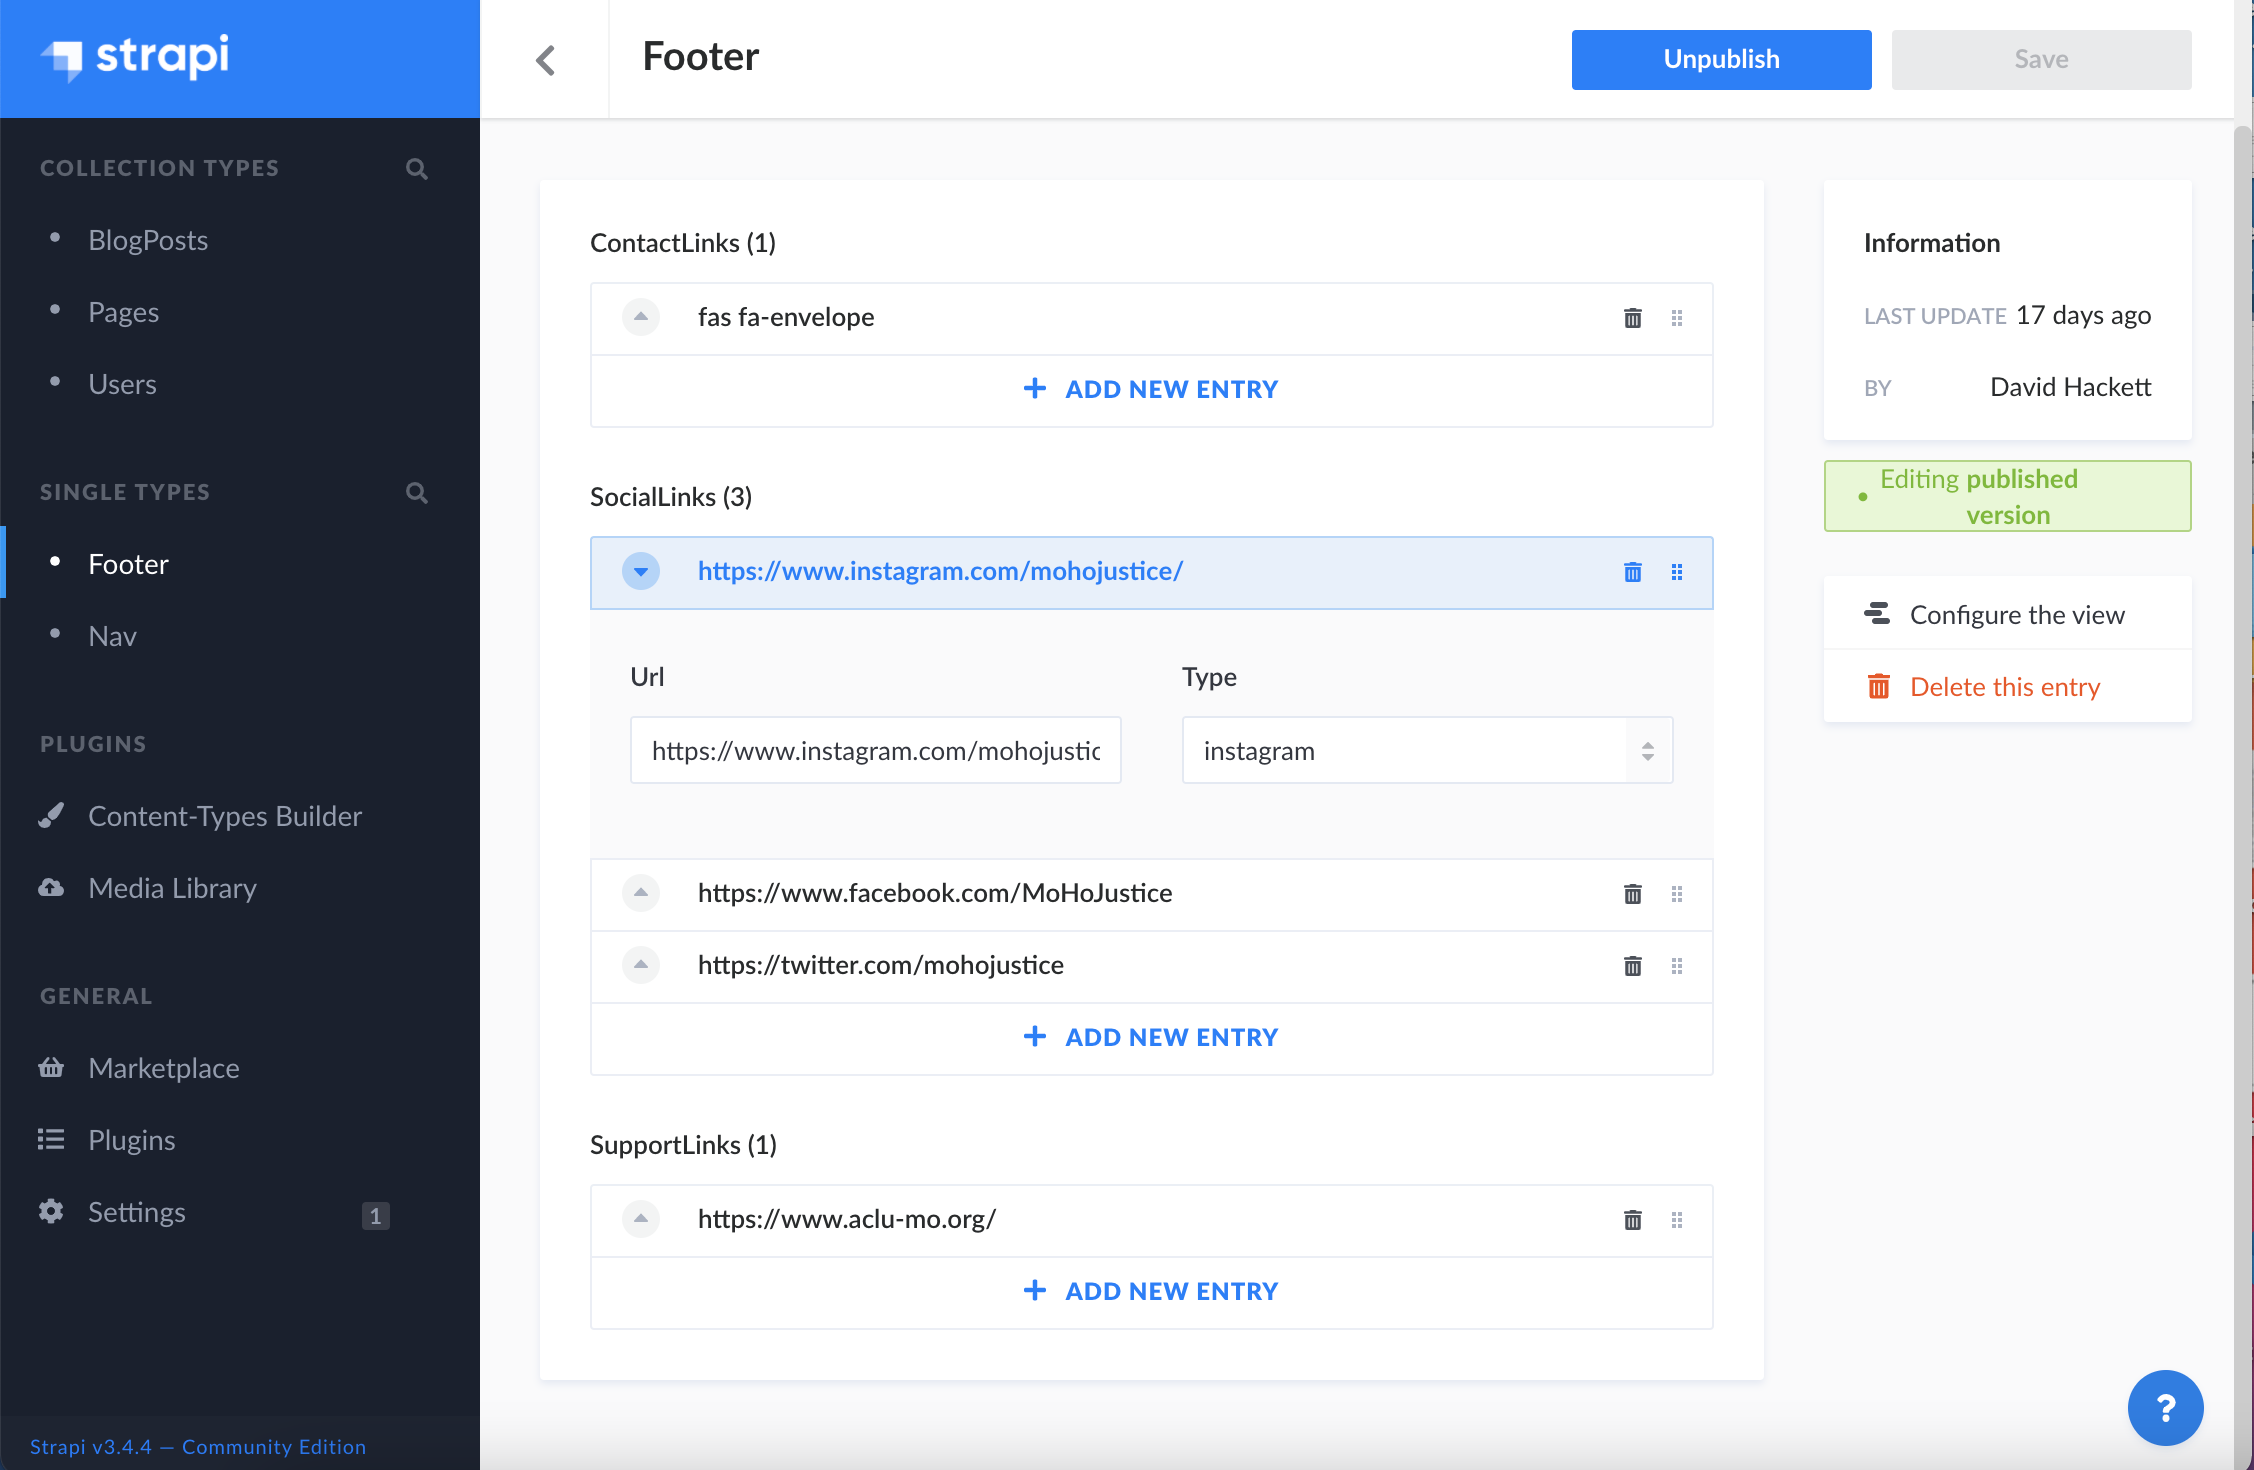 strapi
Footer
Unpublish
Save
COLLECTION TYPES
BlogPosts
Pages
Users
SINGLE TYPES
Footer
Nav
PLUGINS
Content-Types Builder
Media Library
GENERAL
Marketplace
Plugins
Settings
1
Strapi v3.4.4 — Community Edition
ContactLinks (1)
fas fa-envelope
+ ADD NEW ENTRY
SocialLinks (3)
https://www.instagram.com/mohojustice/
Url
Type
https://www.instagram.com/mohojustic
instagram
https://www.facebook.com/MoHoJustice
https://twitter.com/mohojustice
+ ADD NEW ENTRY
SupportLinks (1)
https://www.aclu-mo.org/
+ ADD NEW ENTRY
Information
LAST UPDATE 17 days ago
BY David Hackett
Editing published
version
Configure the view
Delete this entry
?